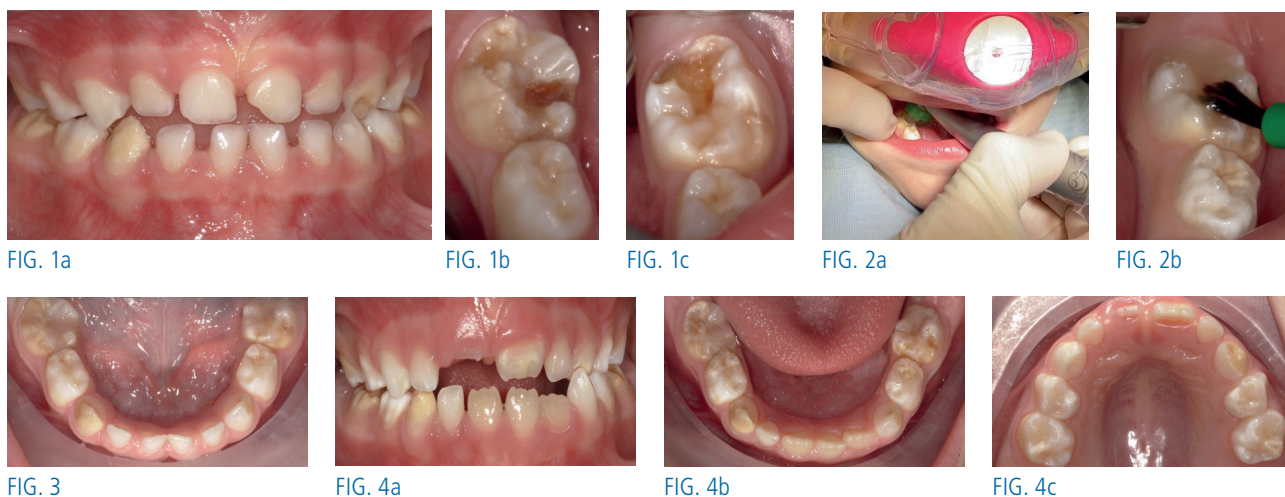 FIG. 1a
FIG. 1b
FIG. 1c
FIG. 2a
FIG. 2b
FIG. 3
FIG. 4a
FIG. 4b
FIG. 4c